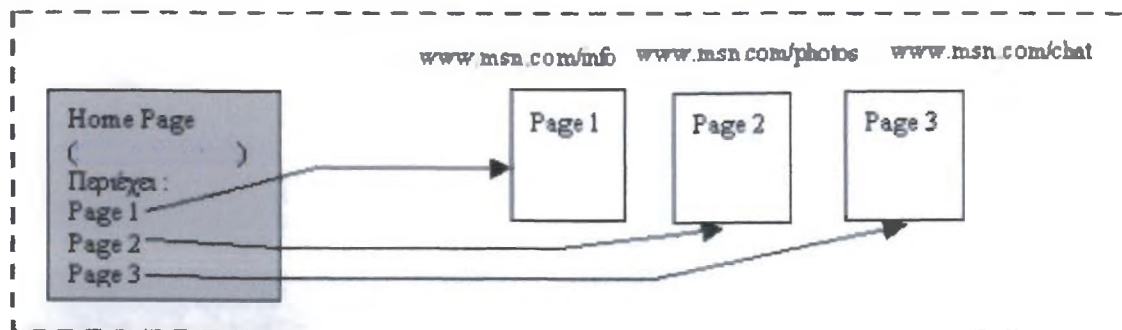 www.msn.com/info www.msn.com/photos www.msn.com/chat
Home Page
( )
Περιέχει :
Page 1
Page 2
Page 3
Page 1
Page 2
Page 3